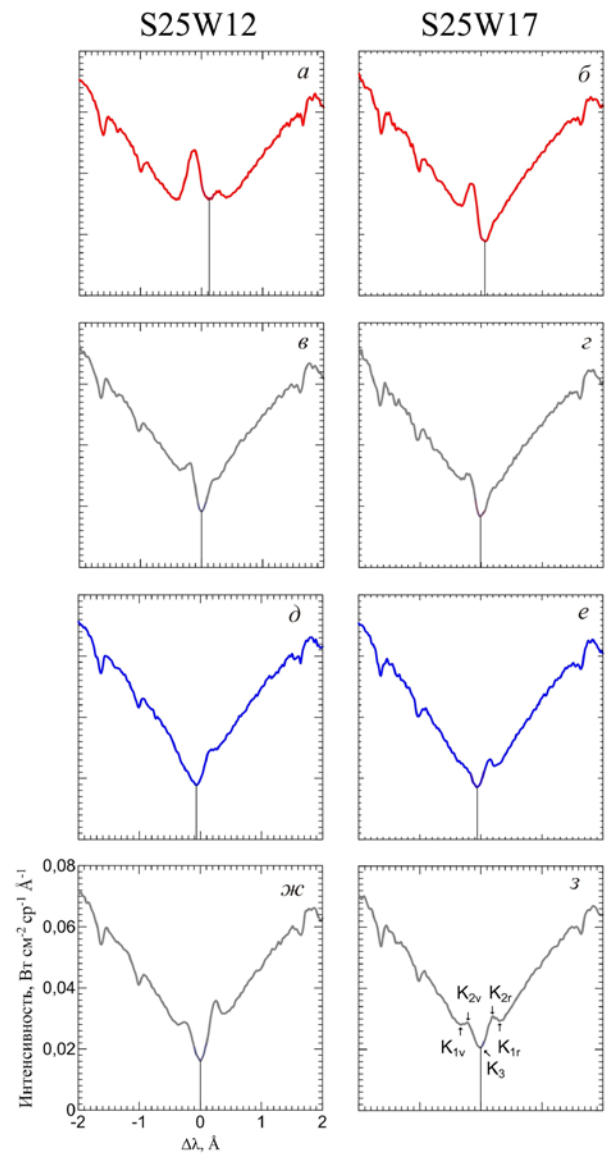 S25W12 S25W17
а б
в г
д е
ж з
0,08
0,06
0,04
0,02
0
Интенсивность, Вт см-2 ср-1 Å-1
K2v K2r
K1v K1r
K3
-2 -1 0 1 2
Δλ, Å